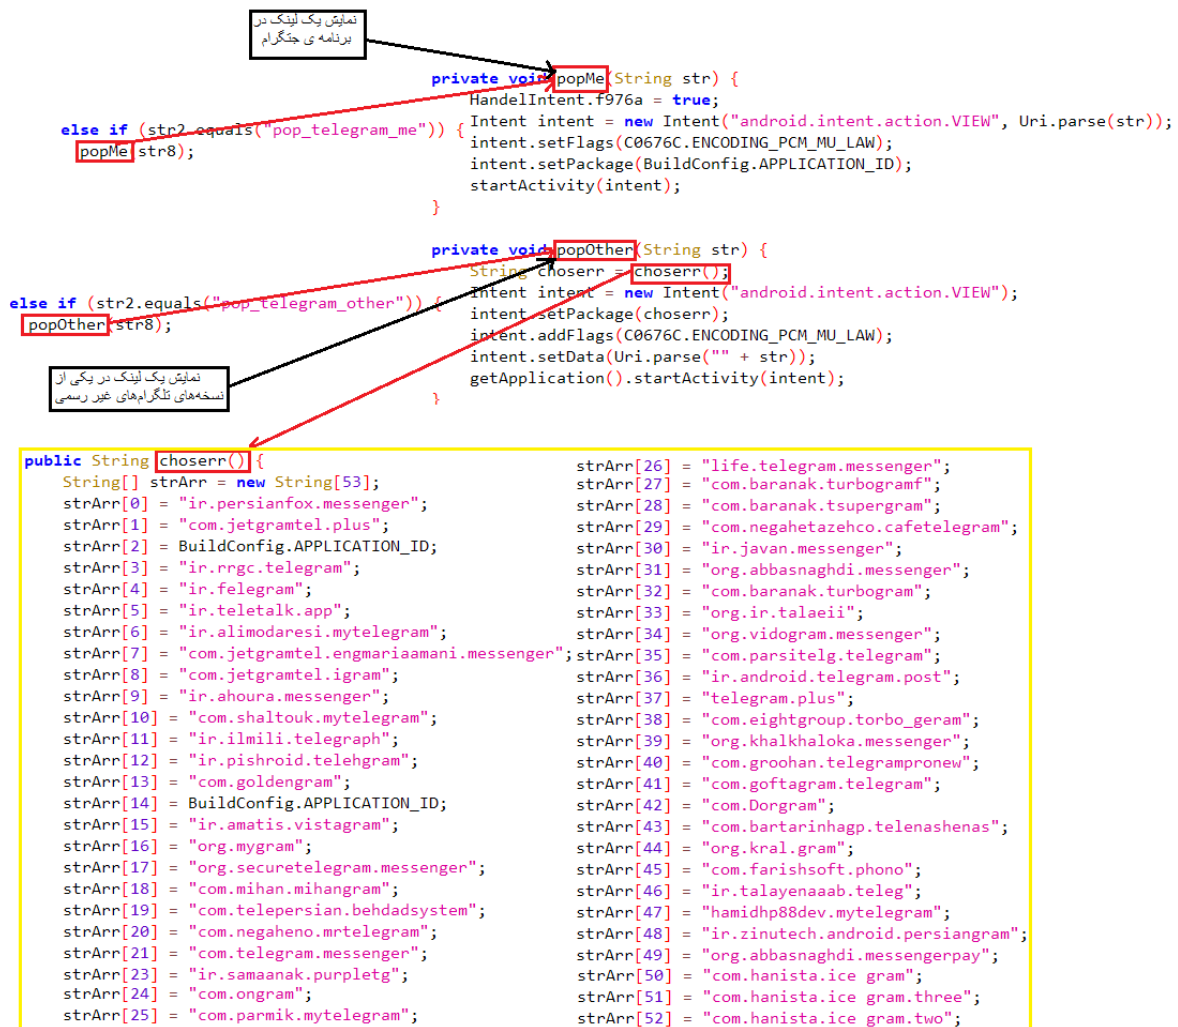 نمایش یک لینک در
برنامه ی جتگرام
private void popMe(String str) {
HandelIntent.f976a = true;
Intent intent = new Intent("android.intent.action.VIEW", Uri.parse(str));
intent.setFlags(C0676C.ENCODING_PCM_MU_LAW);
intent.setPackage(BuildConfig.APPLICATION_ID);
startActivity(intent);
}
else if (str2.equals("pop_telegram_me")) {
popMe(str8);
private void popOther(String str) {
String choserr = choserr();
Intent intent = new Intent("android.intent.action.VIEW");
intent.setPackage(choserr);
intent.addFlags(C0676C.ENCODING_PCM_MU_LAW);
intent.setData(Uri.parse("" + str));
getApplication().startActivity(intent);
}
else if (str2.equals("pop_telegram_other")) {
popOther(str8);
نمایش یک لینک در یکی از
نسخه‌های تلگرام‌های غیر رسمی
public String choserr() {
String[] strArr = new String[53];
strArr[0] = "ir.persianfox.messenger";
strArr[1] = "com.jetgramtel.plus";
strArr[2] = BuildConfig.APPLICATION_ID;
strArr[3] = "ir.rrgc.telegram";
strArr[4] = "ir.felegram";
strArr[5] = "ir.teletalk.app";
strArr[6] = "ir.alimodaresi.mytelegram";
strArr[7] = "com.jetgramtel.engmariaamani.messenger";
strArr[8] = "com.jetgramtel.igram";
strArr[9] = "ir.ahoura.messenger";
strArr[10] = "com.shaltouk.mytelegram";
strArr[11] = "ir.ilmili.telegraph";
strArr[12] = "ir.pishroid.telehgram";
strArr[13] = "com.goldengram";
strArr[14] = BuildConfig.APPLICATION_ID;
strArr[15] = "ir.amatis.vistagram";
strArr[16] = "org.mygram";
strArr[17] = "org.securetelegram.messenger";
strArr[18] = "com.mihan.mihangram";
strArr[19] = "com.telepersian.behdadsystem";
strArr[20] = "com.negaheno.mrtelegram";
strArr[21] = "com.telegram.messenger";
strArr[23] = "ir.samaanak.purpletg";
strArr[24] = "com.ongram";
strArr[25] = "com.parmik.mytelegram";
strArr[26] = "life.telegram.messenger";
strArr[27] = "com.baranak.turbogramf";
strArr[28] = "com.baranak.tsupergram";
strArr[29] = "com.negahetazehco.cafetelegram";
strArr[30] = "ir.javan.messenger";
strArr[31] = "org.abbasnaghdi.messenger";
strArr[32] = "com.baranak.turbogram";
strArr[33] = "org.ir.talaeii";
strArr[34] = "org.vidogram.messenger";
strArr[35] = "com.parsitelg.telegram";
strArr[36] = "ir.android.telegram.post";
strArr[37] = "telegram.plus";
strArr[38] = "com.eightgroup.torbo_geram";
strArr[39] = "org.khalkhaloka.messenger";
strArr[40] = "com.groohan.telegrampronew";
strArr[41] = "com.goftagram.telegram";
strArr[42] = "com.Dorgram";
strArr[43] = "com.bartarinhagp.telenashenas";
strArr[44] = "org.kral.gram";
strArr[45] = "com.farishsoft.phono";
strArr[46] = "ir.talayenaaab.teleg";
strArr[47] = "hamidhp88dev.mytelegram";
strArr[48] = "ir.zinutech.android.persiangram";
strArr[49] = "org.abbasnaghdi.messengerpay";
strArr[50] = "com.hanista.ice gram";
strArr[51] = "com.hanista.ice gram.three";
strArr[52] = "com.hanista.ice gram.two";